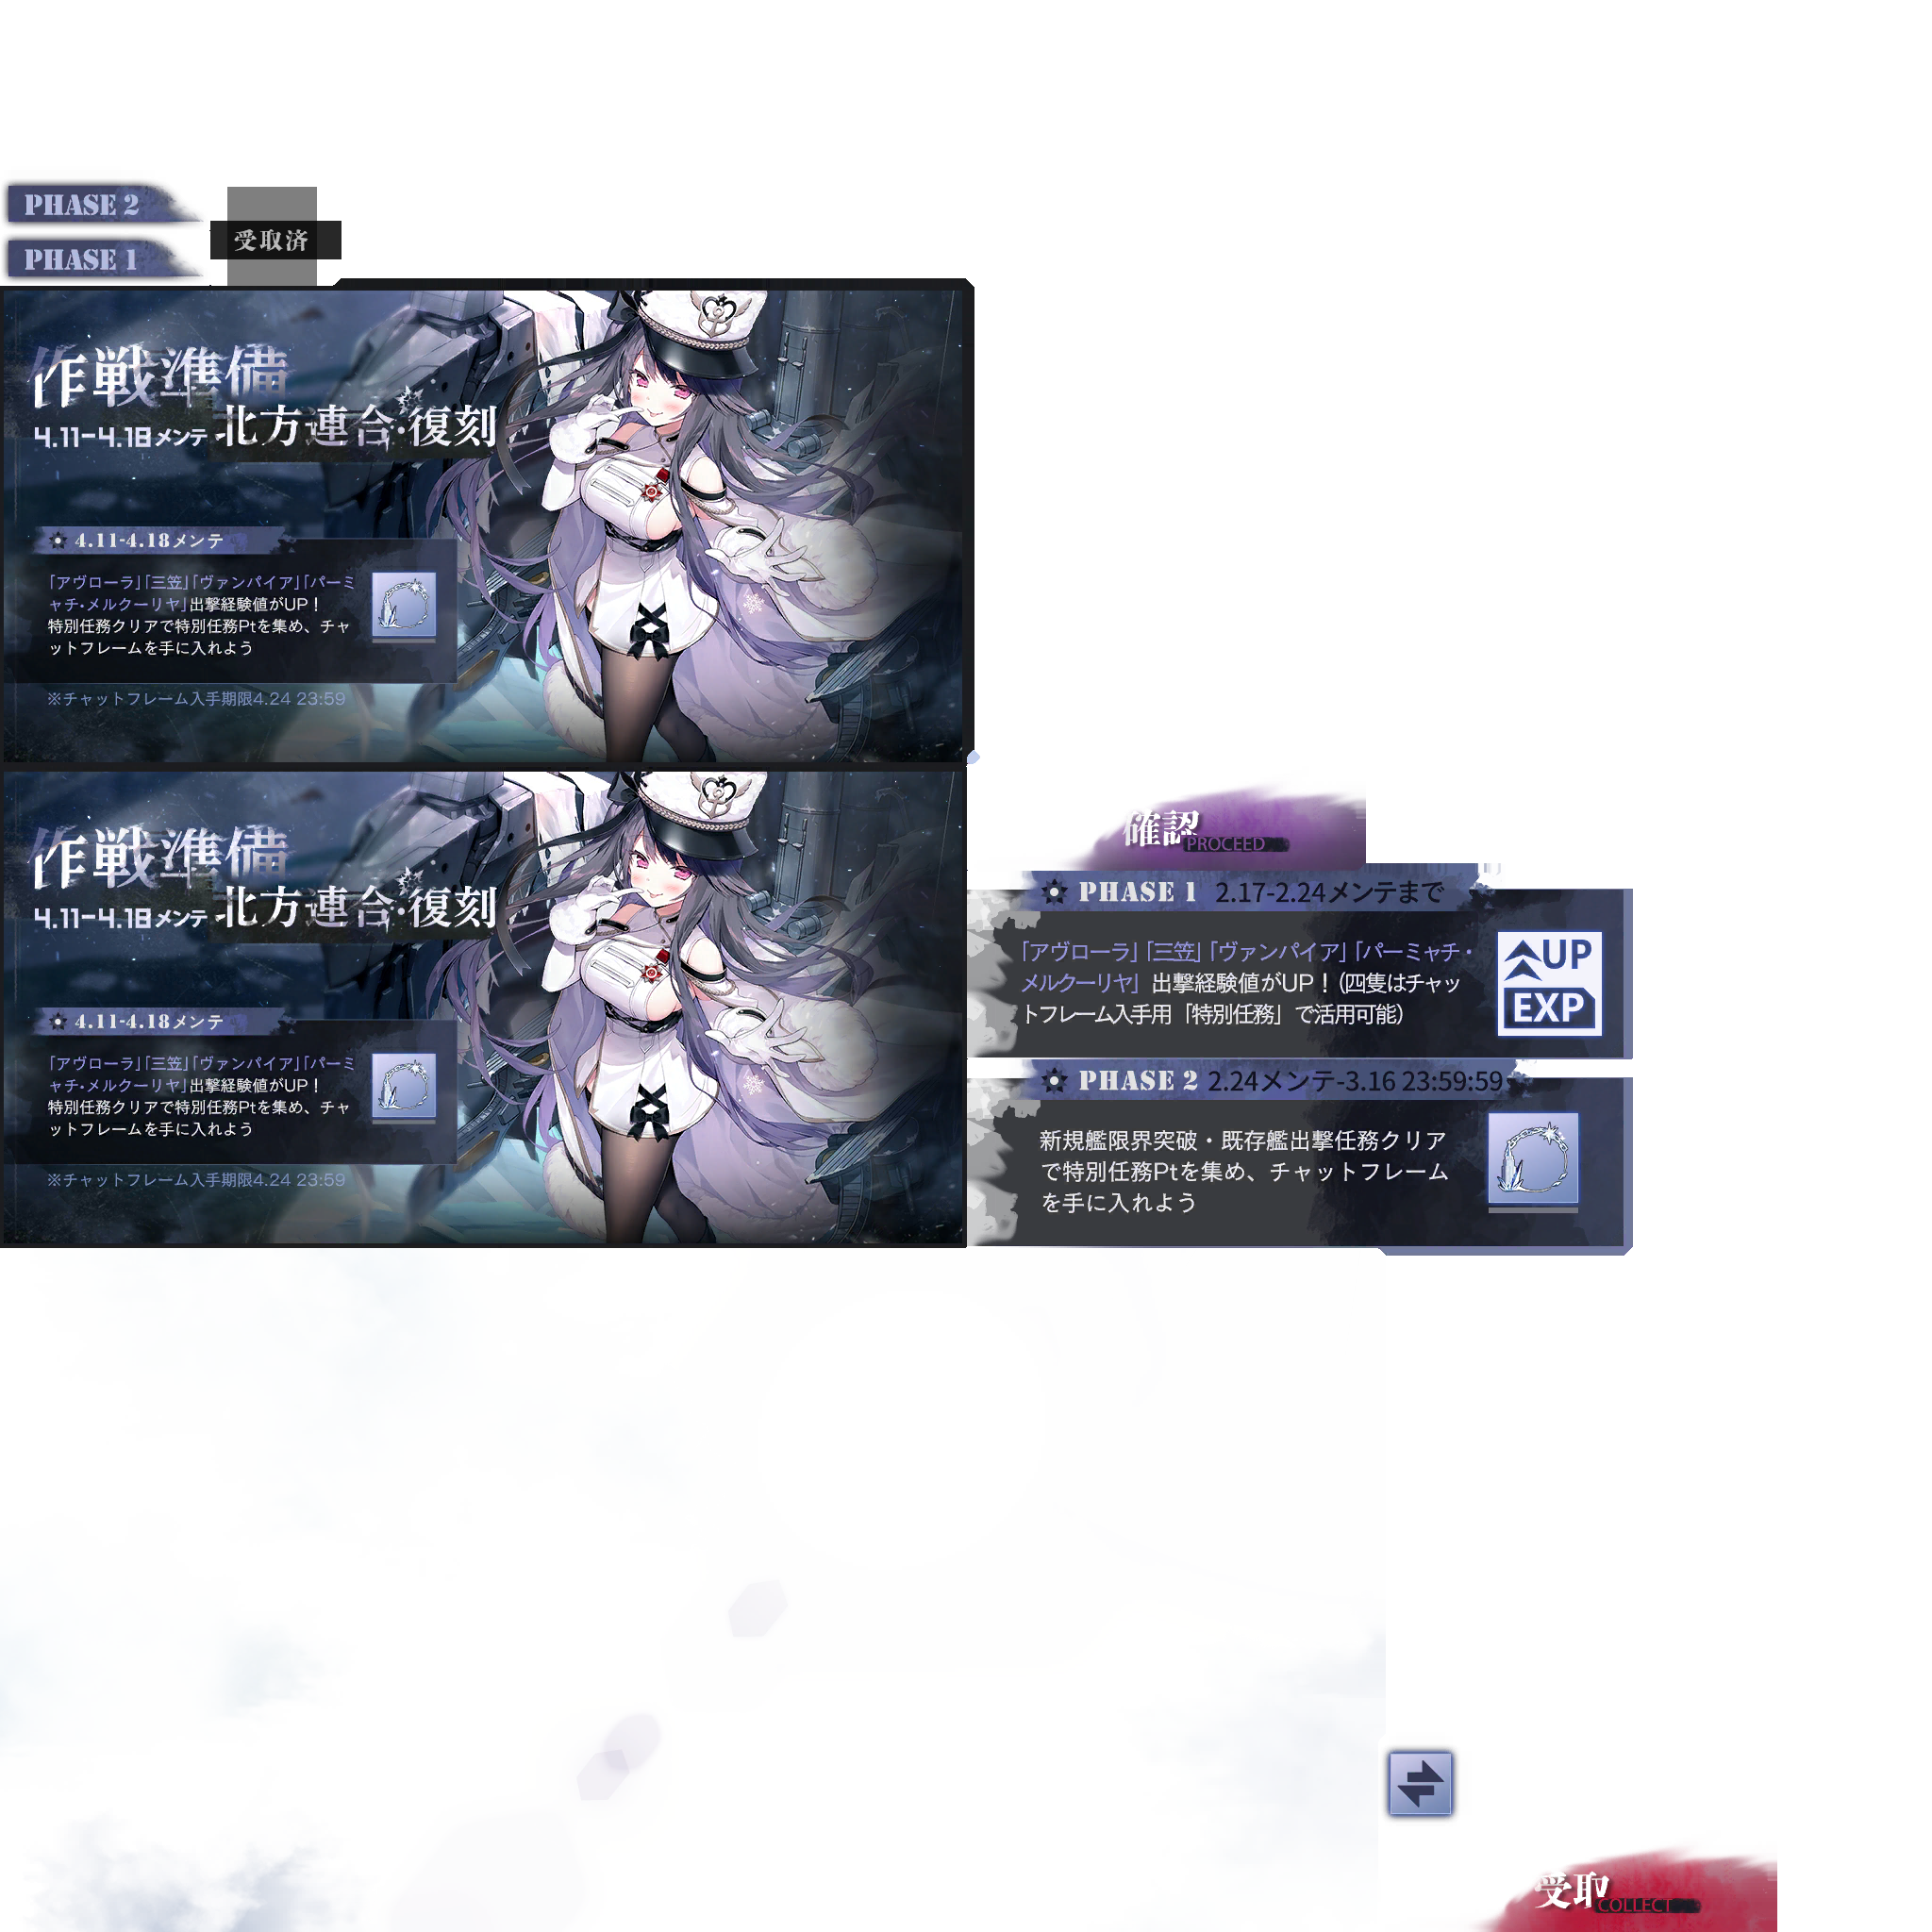 PHASE 2
受取済
PHASE 1
作戦準備
北方連合·復刻
4.11-4.18メンテ
4.11-4.18メンテ
「アヴローラ」「三笠」「ヴァンパイア」「パーミ
ャチ·メルクーリヤ」出撃経験値がUP！
特別任務クリアで特別任務Ptを集め、チャ
ットフレームを手に入れよう
※チャットフレーム入手期限4.24 23:59
作戦準備
北方連合·復刻
4.11-4.18メンテ
4.11-4.18メンテ
「アヴローラ」「三笠」「ヴァンパイア」「パーミ
ャチ·メルクーリヤ」出撃経験値がUP！
特別任務クリアで特別任務Ptを集め、チャ
ットフレームを手に入れよう
※チャットフレーム入手期限4.24 23:59
確認
PROCEED
PHASE 1 2.17-2.24メンテまで
「アヴローラ」「三笠」「ヴァンパイア」「パーミャチ・
メルクーリヤ」出撃経験値がUP！（四隻はチャッ
トフレーム入手用「特別任務」で活用可能）
UP
EXP
PHASE 2 2.24メンテ-3.16 23:59:59
新規艦限界突破・既存艦出撃任務クリア
で特別任務Ptを集め、チャットフレーム
を手に入れよう
受取
COLLECT